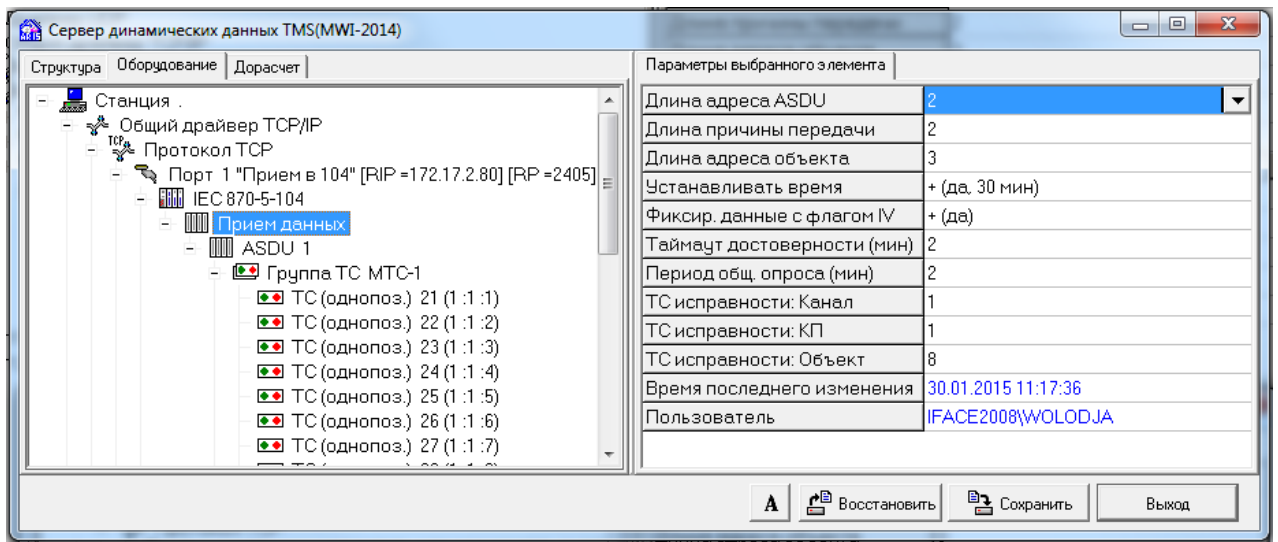 Сервер динамических данных TMS(MWI-2014)
Структура Оборудование Дорасчет
Станция .
Общий драйвер TCP/IP
TCP
Протокол TCP
Порт 1 "Прием в 104" [RIP =172.17.2.80] [RP =2405]
IEC 870-5-104
Прием данных
ASDU 1
Группа ТС МТС-1
ТС (однопоз.) 21 (1 :1 :1)
ТС (однопоз.) 22 (1 :1 :2)
ТС (однопоз.) 23 (1 :1 :3)
ТС (однопоз.) 24 (1 :1 :4)
ТС (однопоз.) 25 (1 :1 :5)
ТС (однопоз.) 26 (1 :1 :6)
ТС (однопоз.) 27 (1 :1 :7)
Параметры выбранного элемента
Длина адреса ASDU 2
Длина причины передачи 2
Длина адреса объекта 3
Устанавливать время + (да, 30 мин)
Фиксир. данные с флагом IV + (да)
Таймаут достоверности (мин) 2
Период общ. опроса (мин) 2
ТС исправности: Канал 1
ТС исправности: КП 1
ТС исправности: Объект 8
Время последнего изменения 30.01.2015 11:17:36
Пользователь IFACE2008\WOLODJA
А Восстановить Сохранить Выход